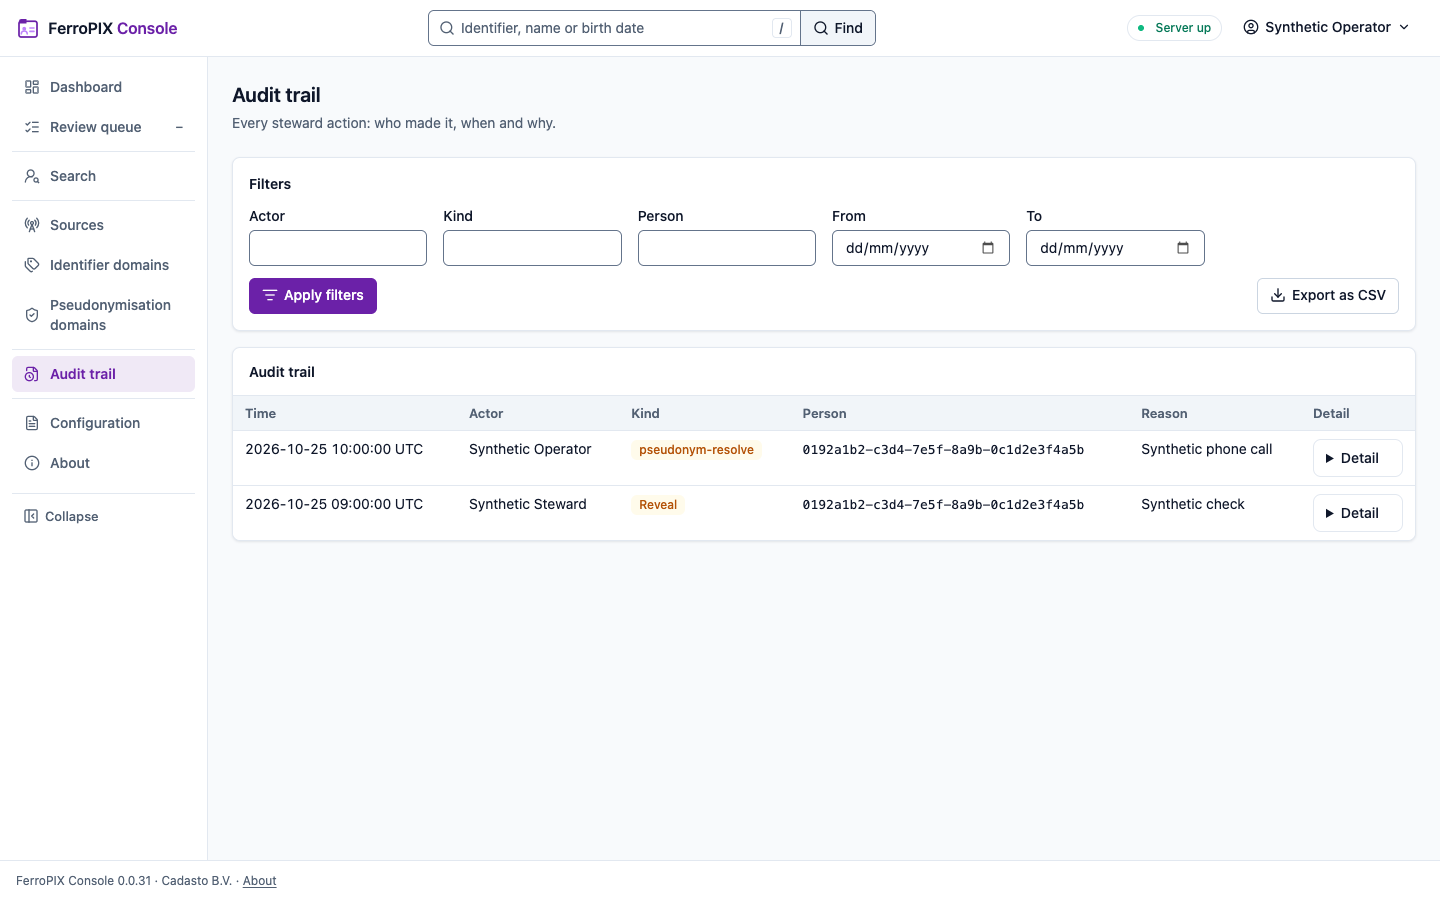 FerroPIX Console
Identifier, name or birth date
/
Find
Server up
Synthetic Operator
Dashboard
Review queue –
Search
Sources
Identifier domains
Pseudonymisation
domains
Audit trail
Configuration
About
Collapse
Audit trail
Every steward action: who made it, when and why.
Filters
Actor Kind Person From To
dd/mm/yyyy dd/mm/yyyy
Apply filters Export as CSV
Audit trail
Time Actor Kind Person Reason Detail
2026-10-25 10:00:00 UTC Synthetic Operator pseudonym-resolve 0192a1b2-c3d4-7e5f-8a9b-0c1d2e3f4a5b Synthetic phone call Detail
2026-10-25 09:00:00 UTC Synthetic Steward Reveal 0192a1b2-c3d4-7e5f-8a9b-0c1d2e3f4a5b Synthetic check Detail
FerroPIX Console 0.0.31 · Cadasto B.V. · About